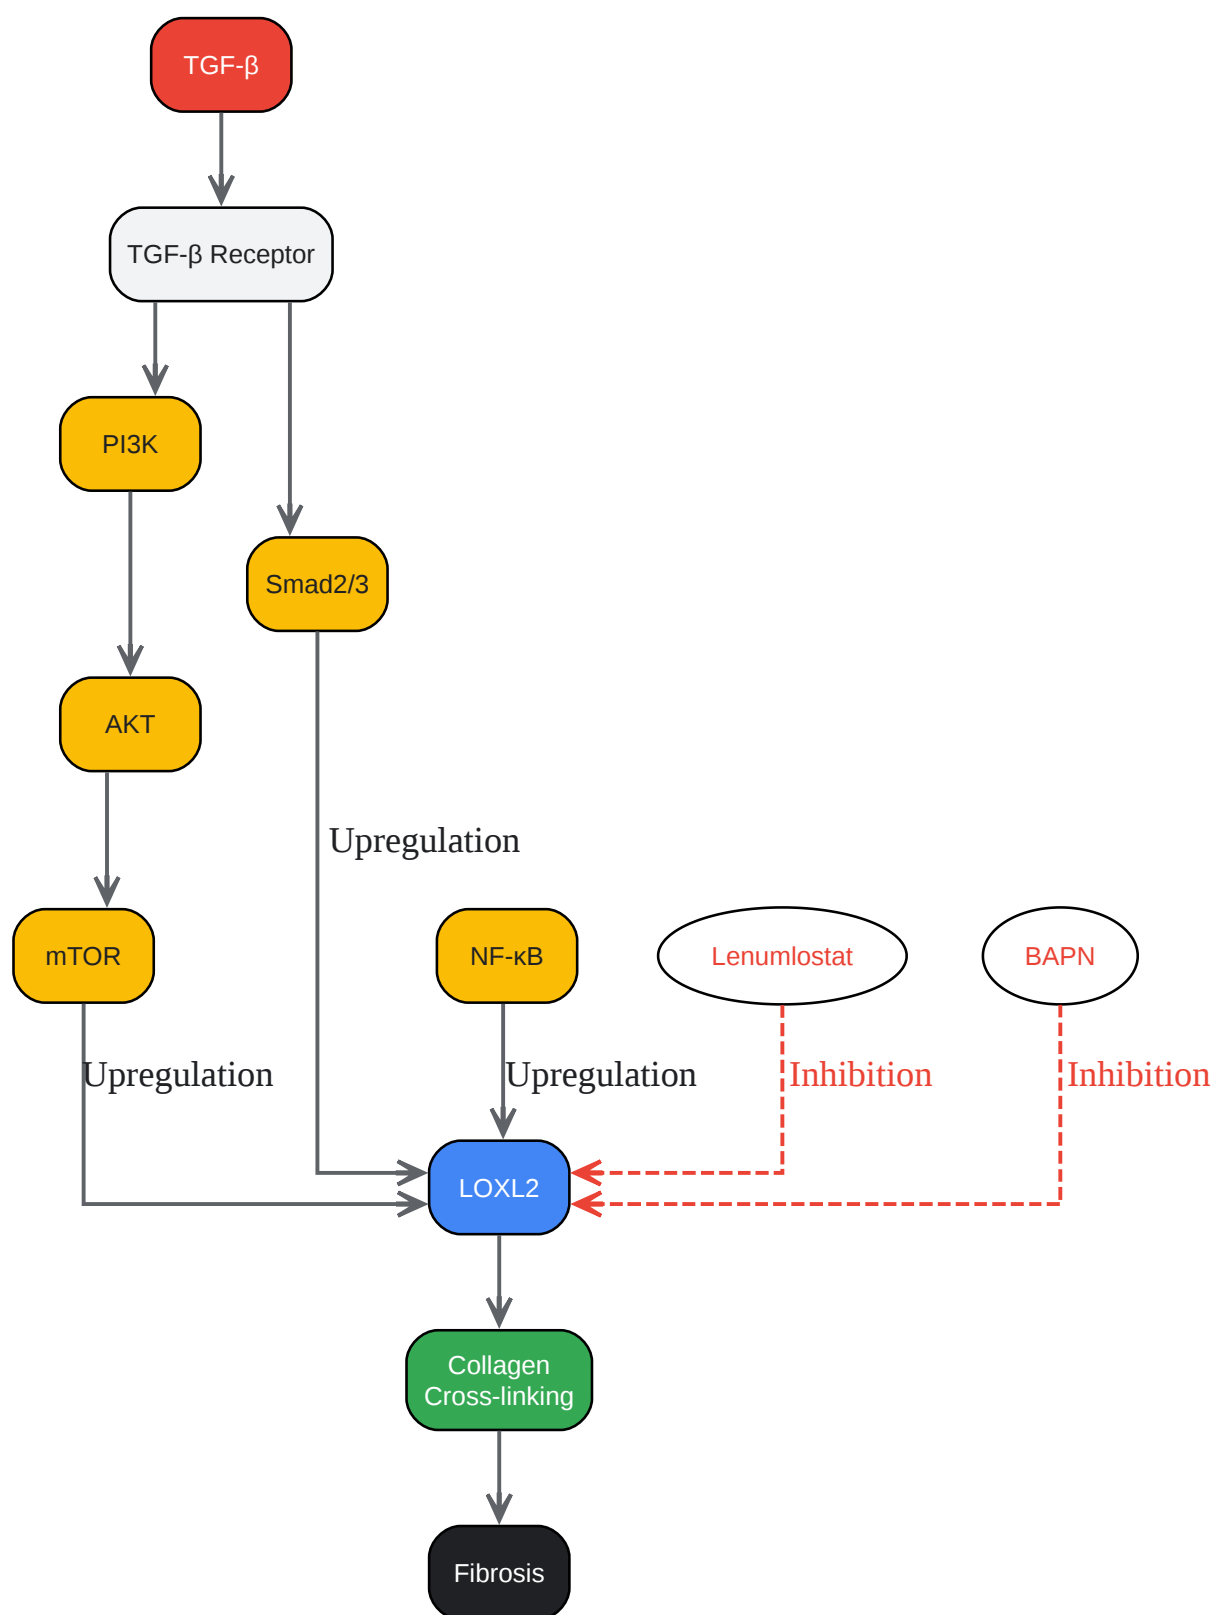 TGF-β
TGF-β Receptor
PI3K
Smad2/3
AKT
Upregulation
mTOR
NF-κB
Lenumlostat
BAPN
Upregulation
Upregulation
Inhibition
Inhibition
LOXL2
Collagen
Cross-linking
Fibrosis